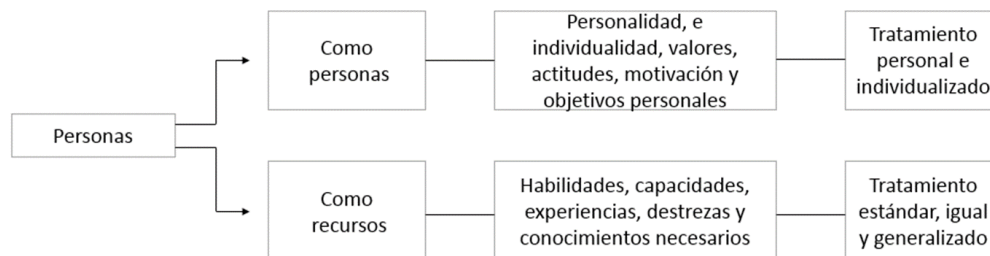 Personas
Como
personas
Personalidad, e
individualidad, valores,
actitudes, motivación y
objetivos personales
Tratamiento
personal e
individualizado
Como
recursos
Habilidades, capacidades,
experiencias, destrezas y
conocimientos necesarios
Tratamiento
estándar, igual
y generalizado